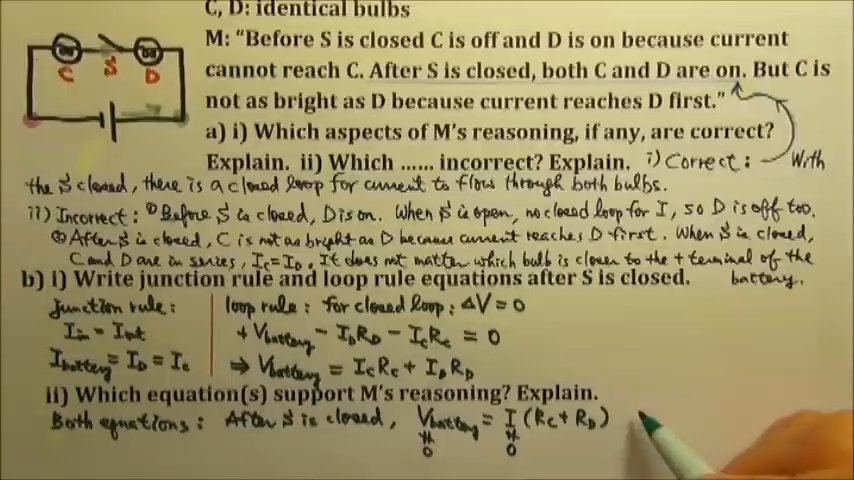 C, D: identical bulbs
M: "Before S is closed C is off and D is on because current
cannot reach C. After S is closed, both C and D are on. But C is
not as bright as D because current reaches D first."
C S D
a) i) Which aspects of M's reasoning, if any, are correct?
Explain. ii) Which …… incorrect? Explain. i) Correct: With
the S closed, there is a closed loop for current to flow through both bulbs.
ii) Incorrect: ① Before S is closed, D is on. When S is open, no closed loop for I, so D is off too.
② After S is closed, C is not as bright as D because current reaches D first. When S is closed,
C and D are in series, I_C = I_D. It does not matter which bulb is closer to the + terminal of the
battery.
b) i) Write junction rule and loop rule equations after S is closed.
Junction rule:
I_in = I_out
I_battery = I_D = I_C
loop rule: for closed loop: ΔV = 0
+ V_battery - I_D R_D - I_C R_C = 0
⇒ V_battery = I_C R_C + I_D R_D
ii) Which equation(s) support M's reasoning? Explain.
Both equations: After S is closed, V_battery = I (R_C + R_D)
≠ ≠
0 0